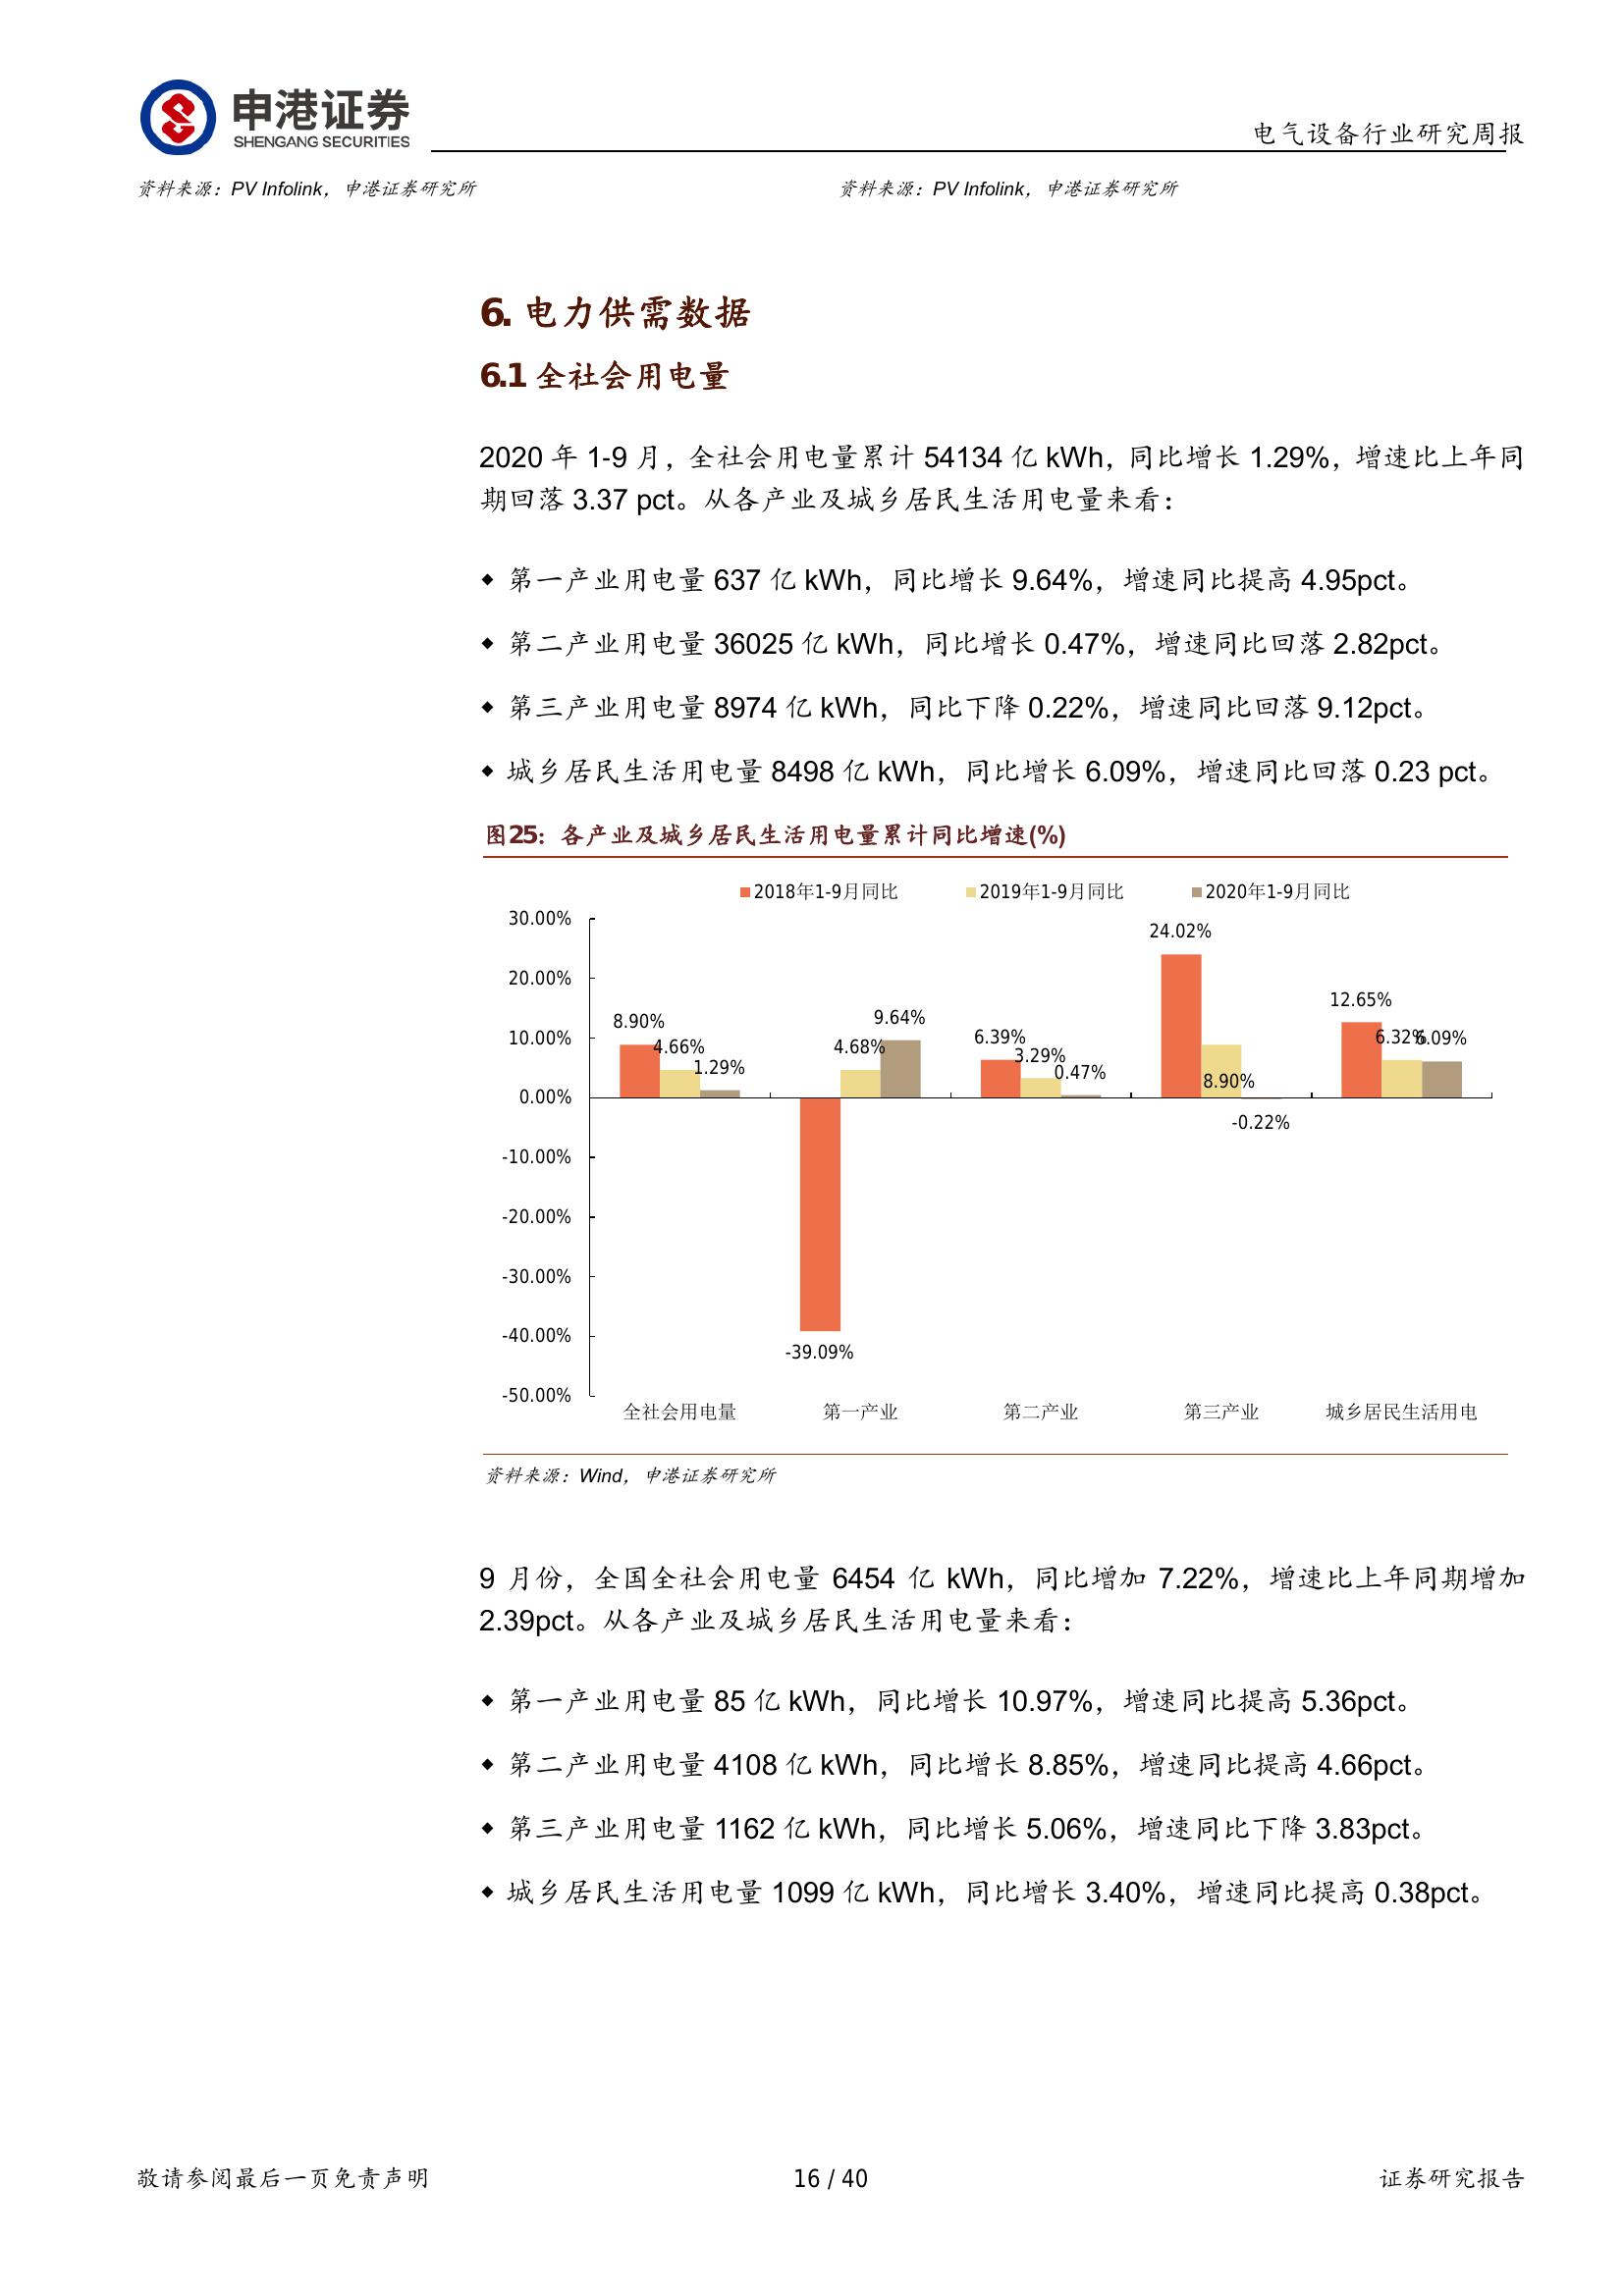 申港证券
SHENGANG SECURITIES
电气设备行业研究周报
资料来源：PV Infolink，申港证券研究所
资料来源：PV Infolink，申港证券研究所
6. 电力供需数据
6.1 全社会用电量
2020 年 1-9 月，全社会用电量累计 54134 亿 kWh，同比增长 1.29%，增速比上年同
期回落 3.37 pct。从各产业及城乡居民生活用电量来看：
◆ 第一产业用电量 637 亿 kWh，同比增长 9.64%，增速同比提高 4.95pct。
◆ 第二产业用电量 36025 亿 kWh，同比增长 0.47%，增速同比回落 2.82pct。
◆ 第三产业用电量 8974 亿 kWh，同比下降 0.22%，增速同比回落 9.12pct。
◆ 城乡居民生活用电量 8498 亿 kWh，同比增长 6.09%，增速同比回落 0.23 pct。
图25：各产业及城乡居民生活用电量累计同比增速(%)
2018年1-9月同比 2019年1-9月同比 2020年1-9月同比
30.00%
20.00%
10.00%
0.00%
-10.00%
-20.00%
-30.00%
-40.00%
-50.00%
8.90%
4.66%
1.29%
-39.09%
4.68%
9.64%
6.39%
3.29%
0.47%
24.02%
8.90%
-0.22%
12.65%
6.32%
6.09%
全社会用电量 第一产业 第二产业 第三产业 城乡居民生活用电
资料来源：Wind，申港证券研究所
9 月份，全国全社会用电量 6454 亿 kWh，同比增加 7.22%，增速比上年同期增加
2.39pct。从各产业及城乡居民生活用电量来看：
◆ 第一产业用电量 85 亿 kWh，同比增长 10.97%，增速同比提高 5.36pct。
◆ 第二产业用电量 4108 亿 kWh，同比增长 8.85%，增速同比提高 4.66pct。
◆ 第三产业用电量 1162 亿 kWh，同比增长 5.06%，增速同比下降 3.83pct。
◆ 城乡居民生活用电量 1099 亿 kWh，同比增长 3.40%，增速同比提高 0.38pct。
敬请参阅最后一页免责声明
16 / 40
证券研究报告